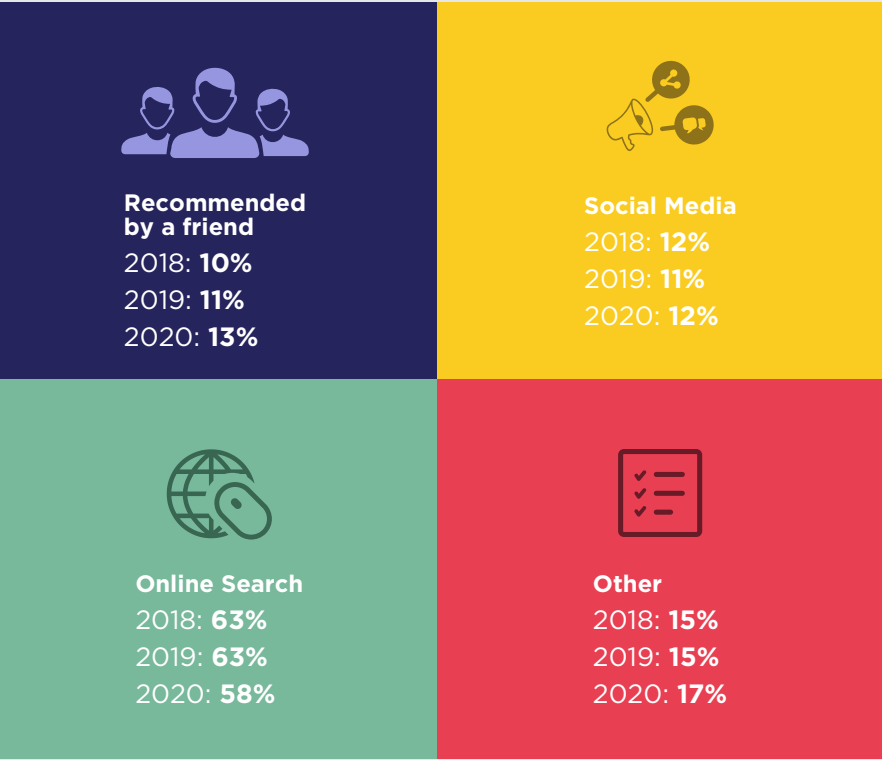 Recommended
by a friend
2018: 10%
2019: 11%
2020: 13%
Social Media
2018: 12%
2019: 11%
2020: 12%
Online Search
2018: 63%
2019: 63%
2020: 58%
Other
2018: 15%
2019: 15%
2020: 17%